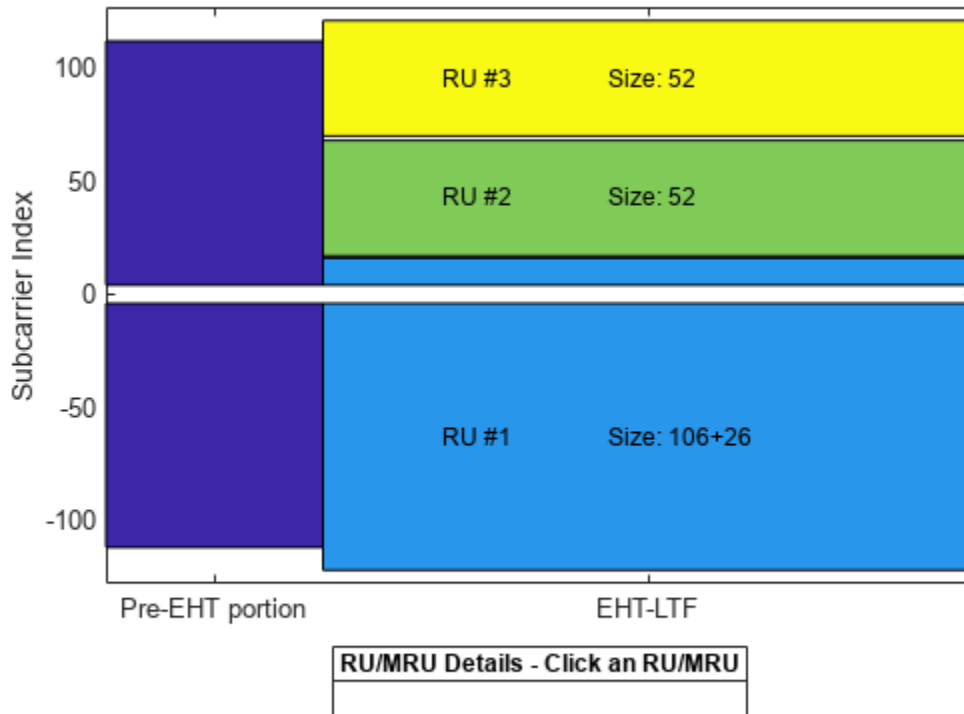 100
RU #3 Size: 52
50
RU #2 Size: 52
Subcarrier Index
0
-50
RU #1 Size: 106+26
-100
Pre-EHT portion EHT-LTF
RU/MRU Details - Click an RU/MRU